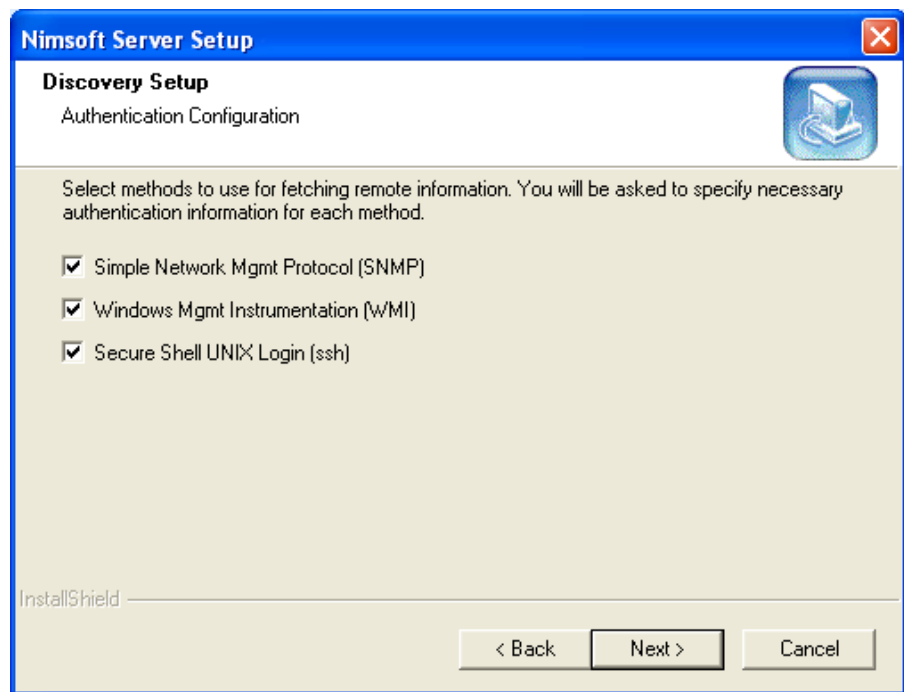 Nimsoft Server Setup
Discovery Setup
Authentication Configuration
Select methods to use for fetching remote information. You will be asked to specify necessary
authentication information for each method.
Simple Network Mgmt Protocol (SNMP)
Windows Mgmt Instrumentation (WMI)
Secure Shell UNIX Login (ssh)
InstallShield
< Back Next > Cancel